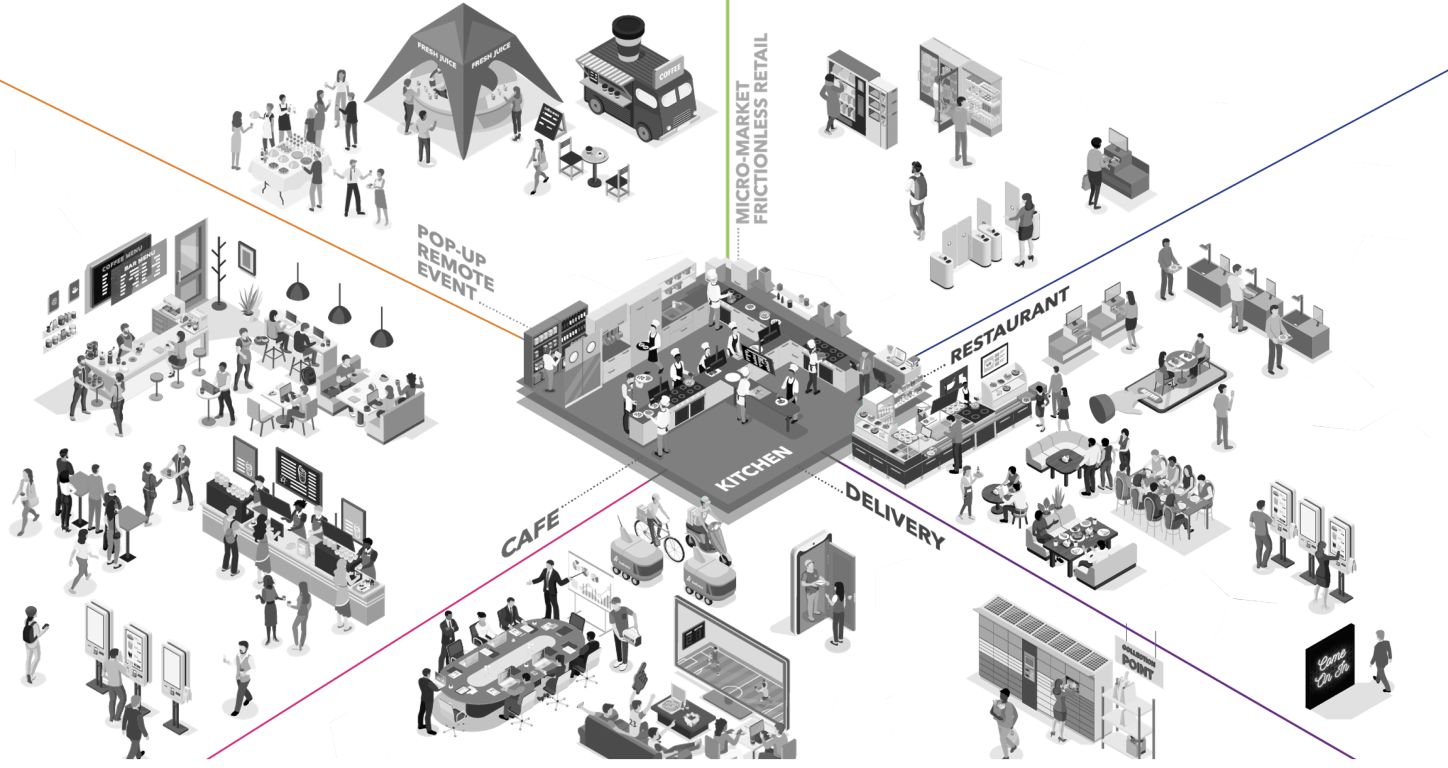 FRESH JUICE
FRESH JUICE
COFFEE
MICRO-MARKET
FRICTIONLESS RETAIL
POP-UP
REMOTE
EVENT
COFFEE MENU
BAR MENU
RESTAURANT
KITCHEN
CAFE
DELIVERY
COLLECTION
POINT
Come
On In
23